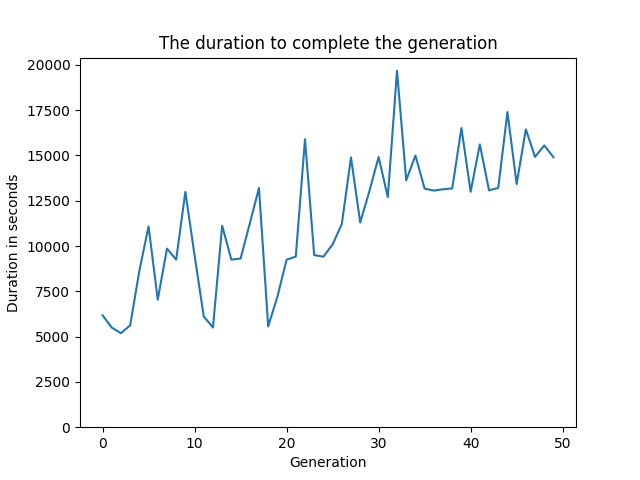 The duration to complete the generation
20000
17500
15000
12500
10000
7500
5000
2500
0
Duration in seconds
0 10 20 30 40 50
Generation